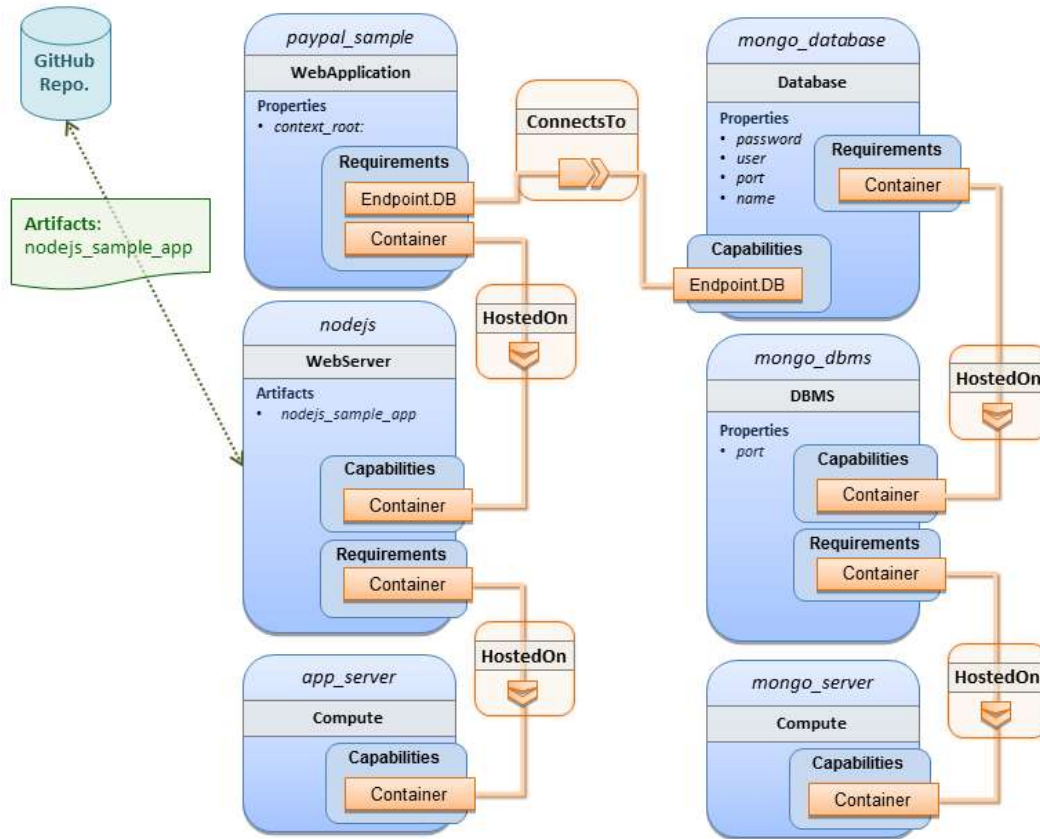 GitHub
Repo.
Artifacts:
nodejs_sample_app
paypal_sample
WebApplication
Properties
• context_root:
Requirements
Endpoint.DB
Container
ConnectsTo
mongo_database
Database
Properties
• password
• user
• port
• name
Requirements
Container
Capabilities
Endpoint.DB
HostedOn
nodejs
WebServer
Artifacts
• nodejs_sample_app
Capabilities
Container
Requirements
Container
HostedOn
mongo_dbms
DBMS
Properties
• port
Capabilities
Container
Requirements
Container
HostedOn
app_server
Compute
Capabilities
Container
HostedOn
mongo_server
Compute
Capabilities
Container